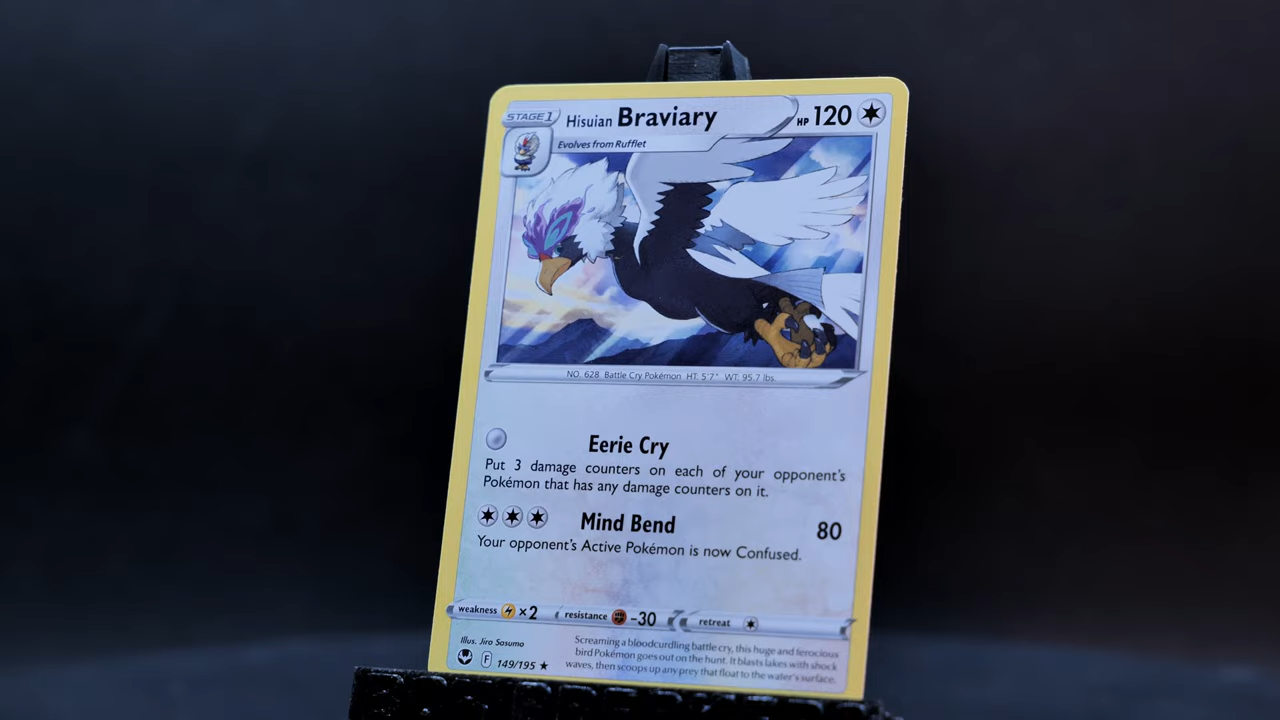 STAGE 1
Hisuian Braviary
HP 120
Evolves from Rufflet
NO. 628 Battle Cry Pokémon HT: 5'7" WT: 95.7 lbs.
Eerie Cry
Put 3 damage counters on each of your opponent's
Pokémon that has any damage counters on it.
Mind Bend 80
Your opponent's Active Pokémon is now Confused.
weakness ×2 resistance -30 retreat
Illus. Jiro Sasumo
F 149/195 ★
Screaming a bloodcurdling battle cry, this huge and ferocious
bird Pokémon goes out on the hunt. It blasts lakes with shock
waves, then scoops up any prey that float to the water's surface.